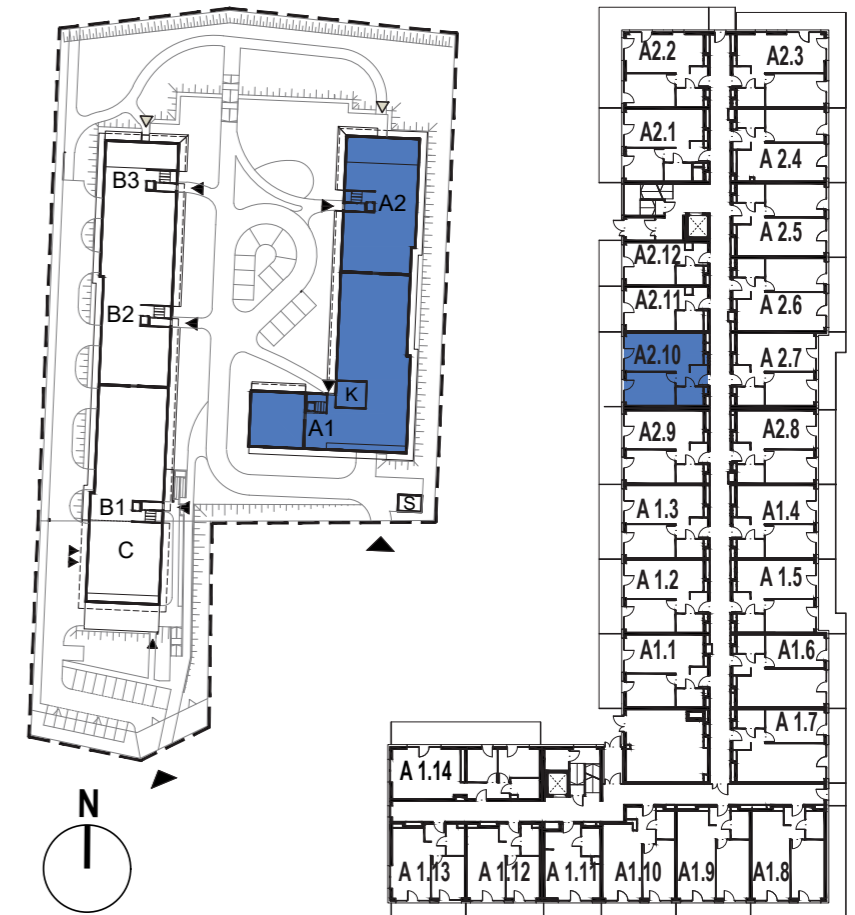 B3
A2
B2
K
A1
B1
S
C
N
A2.2
A2.3
A2.1
A 2.4
A 2.5
A2.12
A2.11
A 2.6
A2.10
A 2.7
A2.9
A2.8
A 1.3
A1.4
A 1.2
A 1.5
A1.1
A1.6
A 1.7
A 1.14
A 1.13
A 1.12
A 1.11
A1.10
A1.9
A1.8